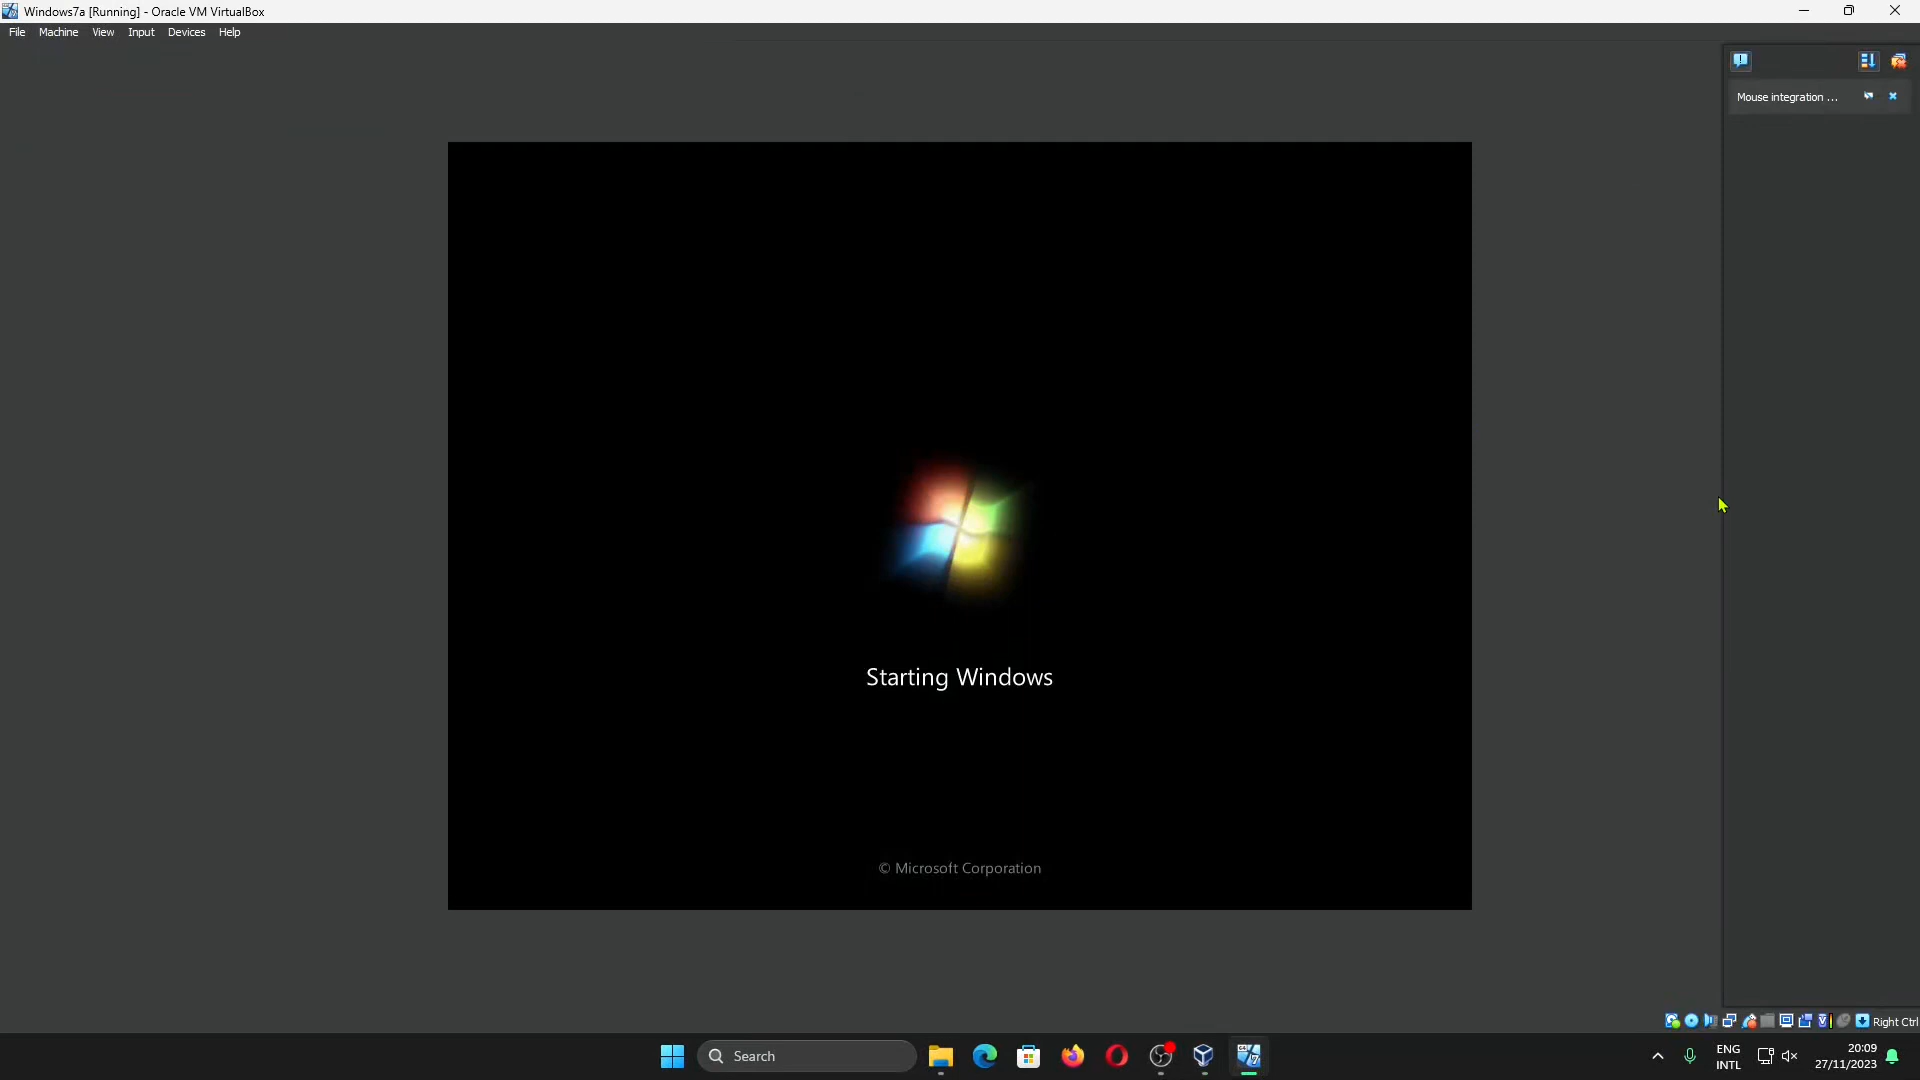 Windows7a [Running] - Oracle VM VirtualBox
File Machine View Input Devices Help
Mouse integration ...
Starting Windows
© Microsoft Corporation
Right Ctrl
Search
ENG
INTL
20:09
27/11/2023